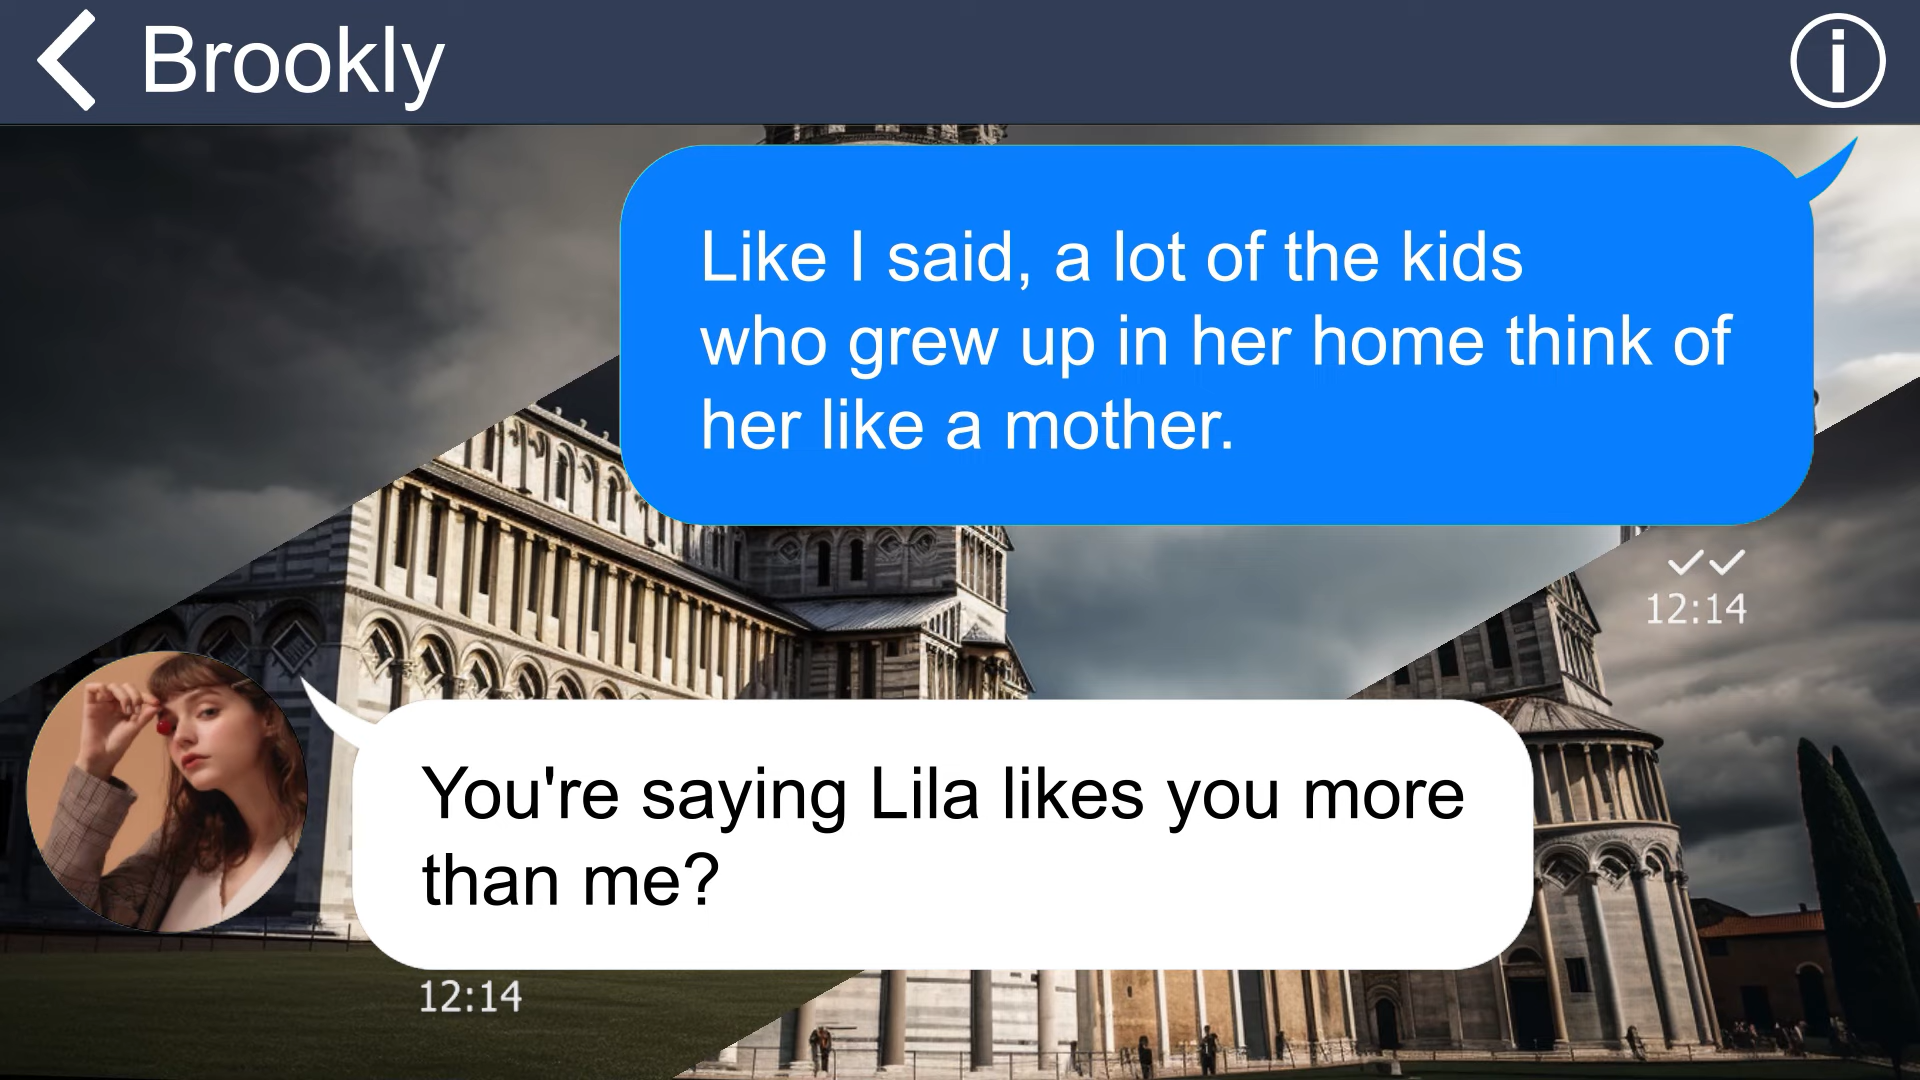 Brookly
Like I said, a lot of the kids
who grew up in her home think of
her like a mother.
12:14
You're saying Lila likes you more
than me?
12:14